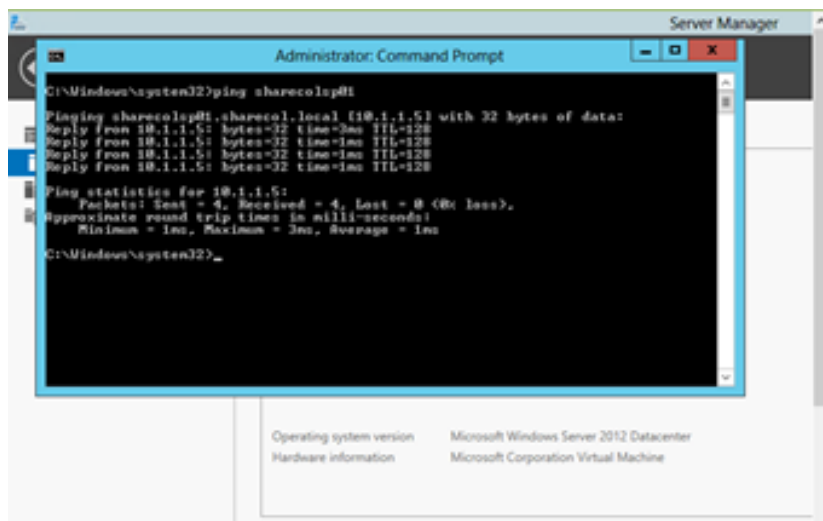 Server Manager
Administrator: Command Prompt
C:\Windows\system32>ping sharecolsp01
Pinging sharecolsp01.sharecol.local [10.1.1.5] with 32 bytes of data:
Reply from 10.1.1.5: bytes=32 time=3ms TTL=128
Reply from 10.1.1.5: bytes=32 time=1ms TTL=128
Reply from 10.1.1.5: bytes=32 time=1ms TTL=128
Reply from 10.1.1.5: bytes=32 time=1ms TTL=128
Ping statistics for 10.1.1.5:
Packets: Sent = 4, Received = 4, Lost = 0 (0% loss),
Approximate round trip times in milli-seconds:
Minimum = 1ms, Maximum = 3ms, Average = 1ms
C:\Windows\system32>_
Operating system version Microsoft Windows Server 2012 Datacenter
Hardware information Microsoft Corporation Virtual Machine